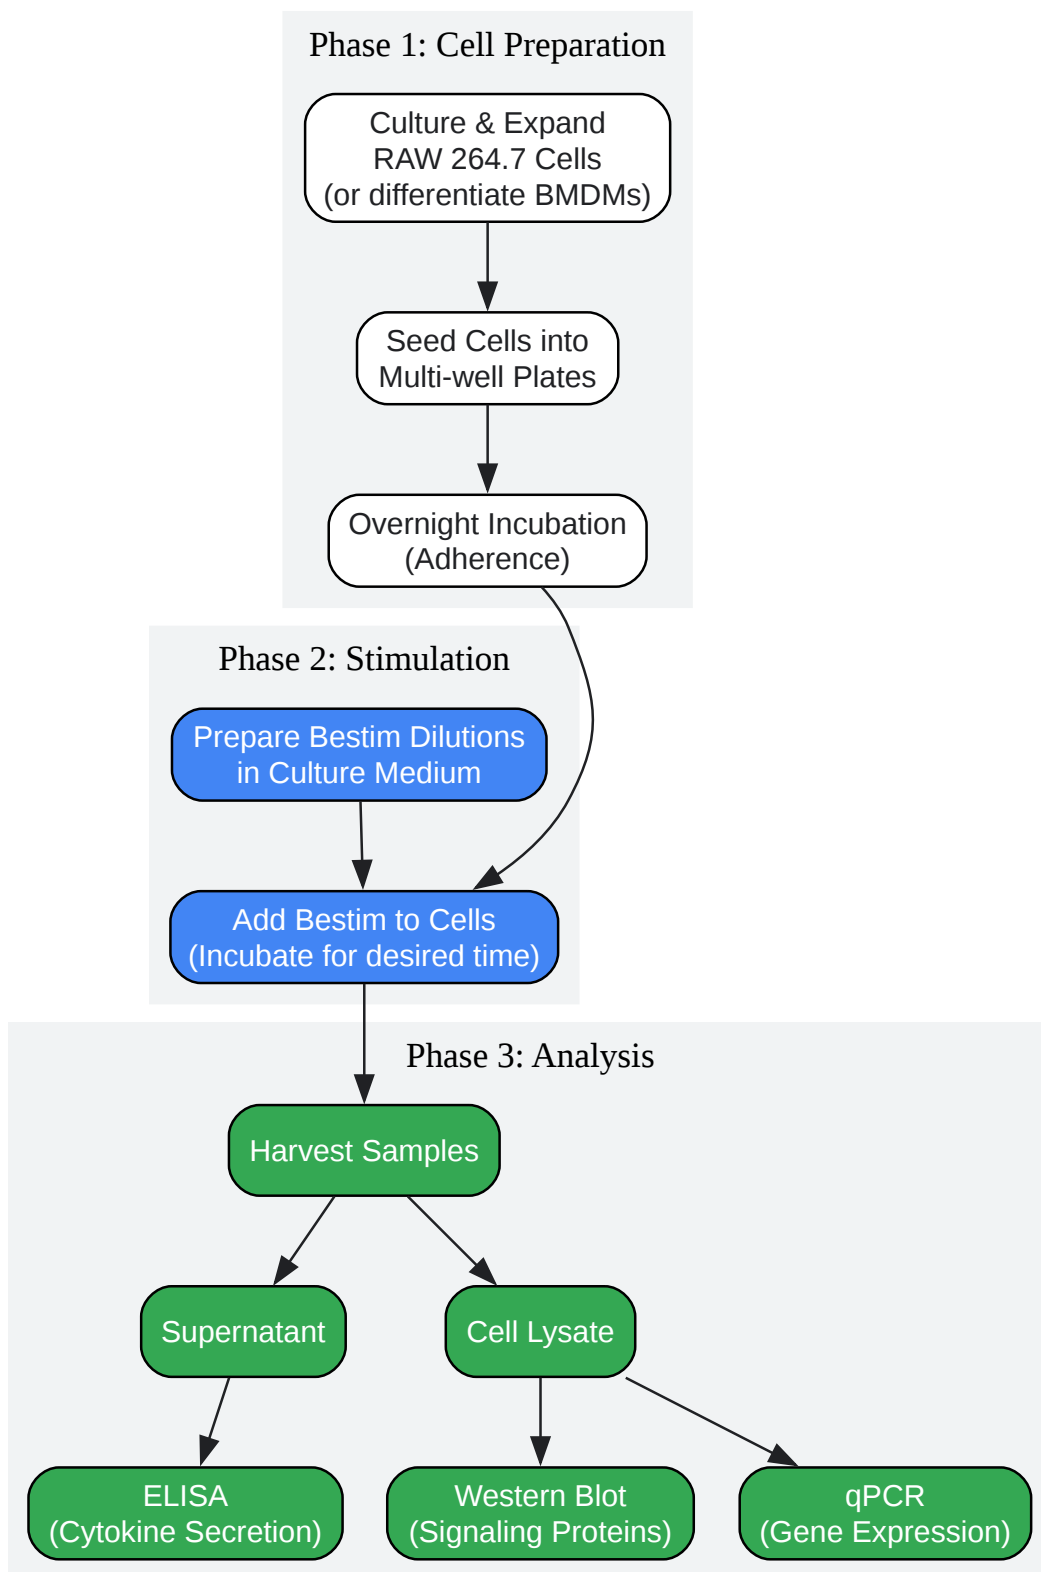 Phase 1: Cell Preparation
Culture & Expand
RAW 264.7 Cells
(or differentiate BMDMs)
Seed Cells into
Multi-well Plates
Overnight Incubation
(Adherence)
Phase 2: Stimulation
Prepare Bestim Dilutions
in Culture Medium
Add Bestim to Cells
(Incubate for desired time)
Phase 3: Analysis
Harvest Samples
Supernatant
Cell Lysate
ELISA
(Cytokine Secretion)
Western Blot
(Signaling Proteins)
qPCR
(Gene Expression)